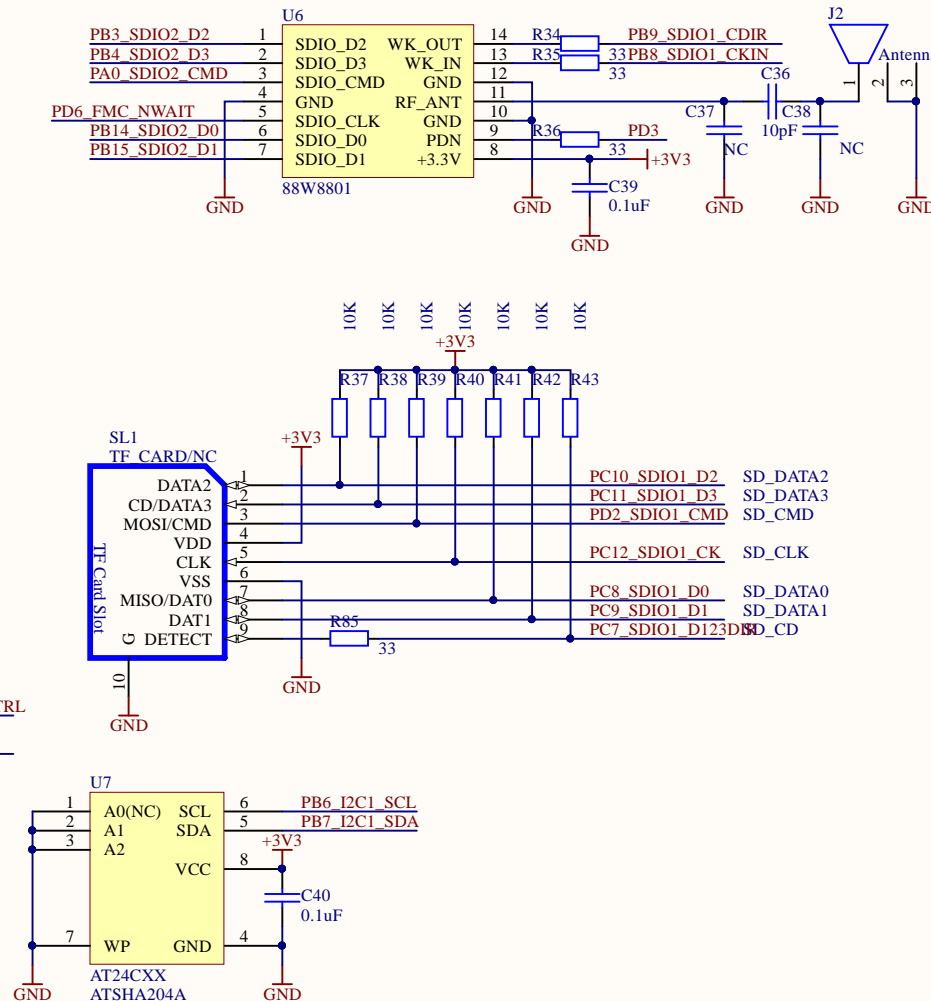 U6
J2
PB3_SDIO2_D2 1 SDIO_D2 WK_OUT 14 R34 PB9_SDIO1_CDIR
PB4_SDIO2_D3 2 SDIO_D3 WK_IN 13 R35 33 PB8_SDIO1_CKIN
Antenn
PA0_SDIO2_CMD 3 SDIO_CMD GND 12 33 C36 1 2 3
4 GND RF_ANT 11
PD6_FMC_NWAIT 5 SDIO_CLK GND 10 C37 10pF C38
PB14_SDIO2_D0 6 SDIO_D0 PDN 9 R36 PD3
PB15_SDIO2_D1 7 SDIO_D1 +3.3V 8 33 +3V3 NC NC
88W8801 C39
GND GND 0.1uF GND GND GND
GND
10K 10K 10K 10K 10K 10K 10K
+3V3
R37 R38 R39 R40 R41 R42 R43
SL1
TF_CARD/NC +3V3
DATA2 1 PC10_SDIO1_D2 SD_DATA2
CD/DATA3 2 PC11_SDIO1_D3 SD_DATA3
MOSI/CMD 3 PD2_SDIO1_CMD SD_CMD
VDD 4
CLK 5 PC12_SDIO1_CK SD_CLK
VSS 6
MISO/DAT0 7 PC8_SDIO1_D0 SD_DATA0
DAT1 8 PC9_SDIO1_D1 SD_DATA1
DETECT 9 R85 33 PC7_SDIO1_D123DIR SD_CD
TF Card Slot
G
10
GND
GND
TRL
U7
1 A0(NC) SCL 6 PB6_I2C1_SCL
2 A1 SDA 5 PB7_I2C1_SDA
3 A2 +3V3
VCC 8
C40
0.1uF
7 WP GND 4
AT24CXX
GND ATSHA204A GND